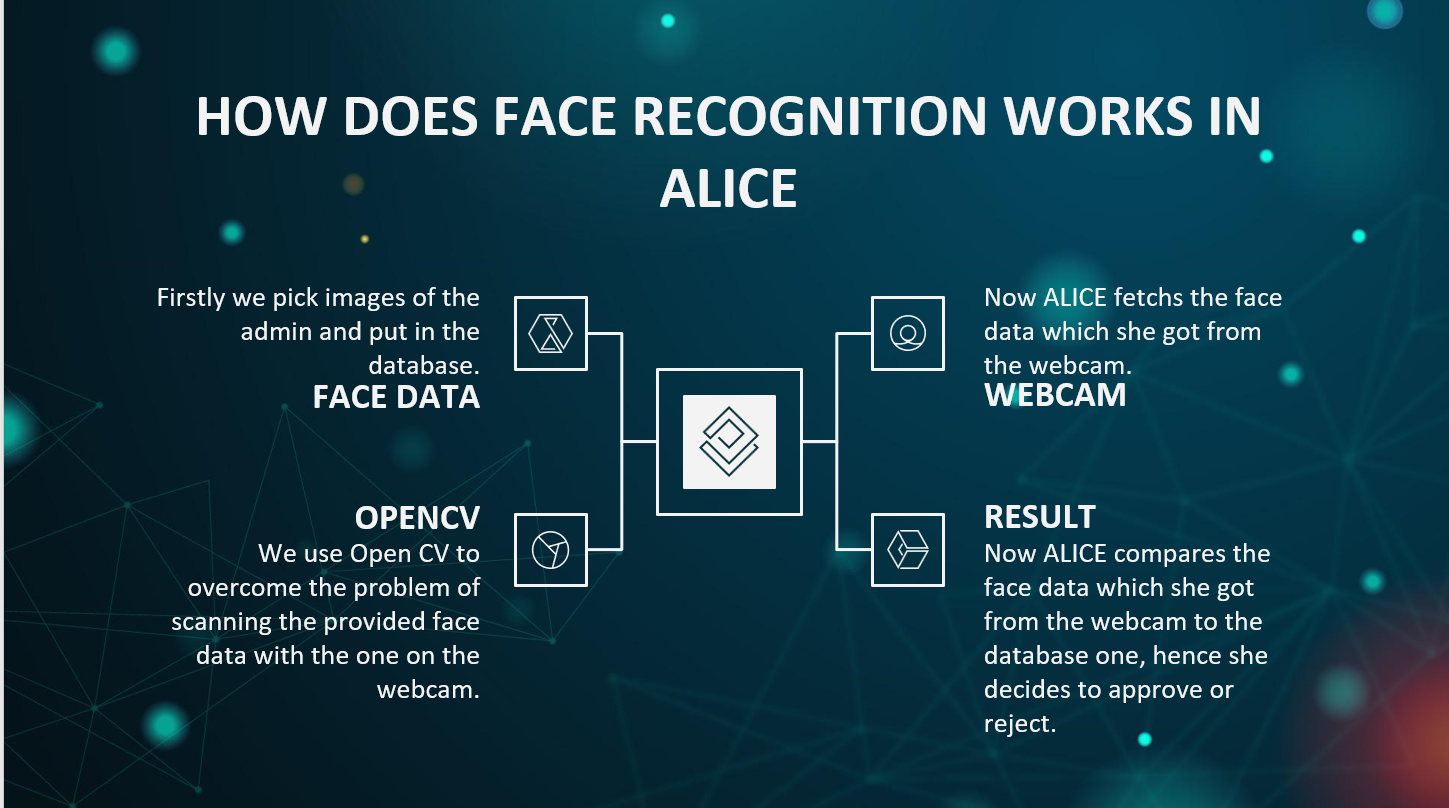 HOW DOES FACE RECOGNITION WORKS IN
ALICE
Firstly we pick images of the
admin and put in the
database.
FACE DATA
Now ALICE fetchs the face
data which she got from
the webcam.
WEBCAM
OPENCV
We use Open CV to
overcome the problem of
scanning the provided face
data with the one on the
webcam.
RESULT
Now ALICE compares the
face data which she got
from the webcam to the
database one, hence she
decides to approve or
reject.